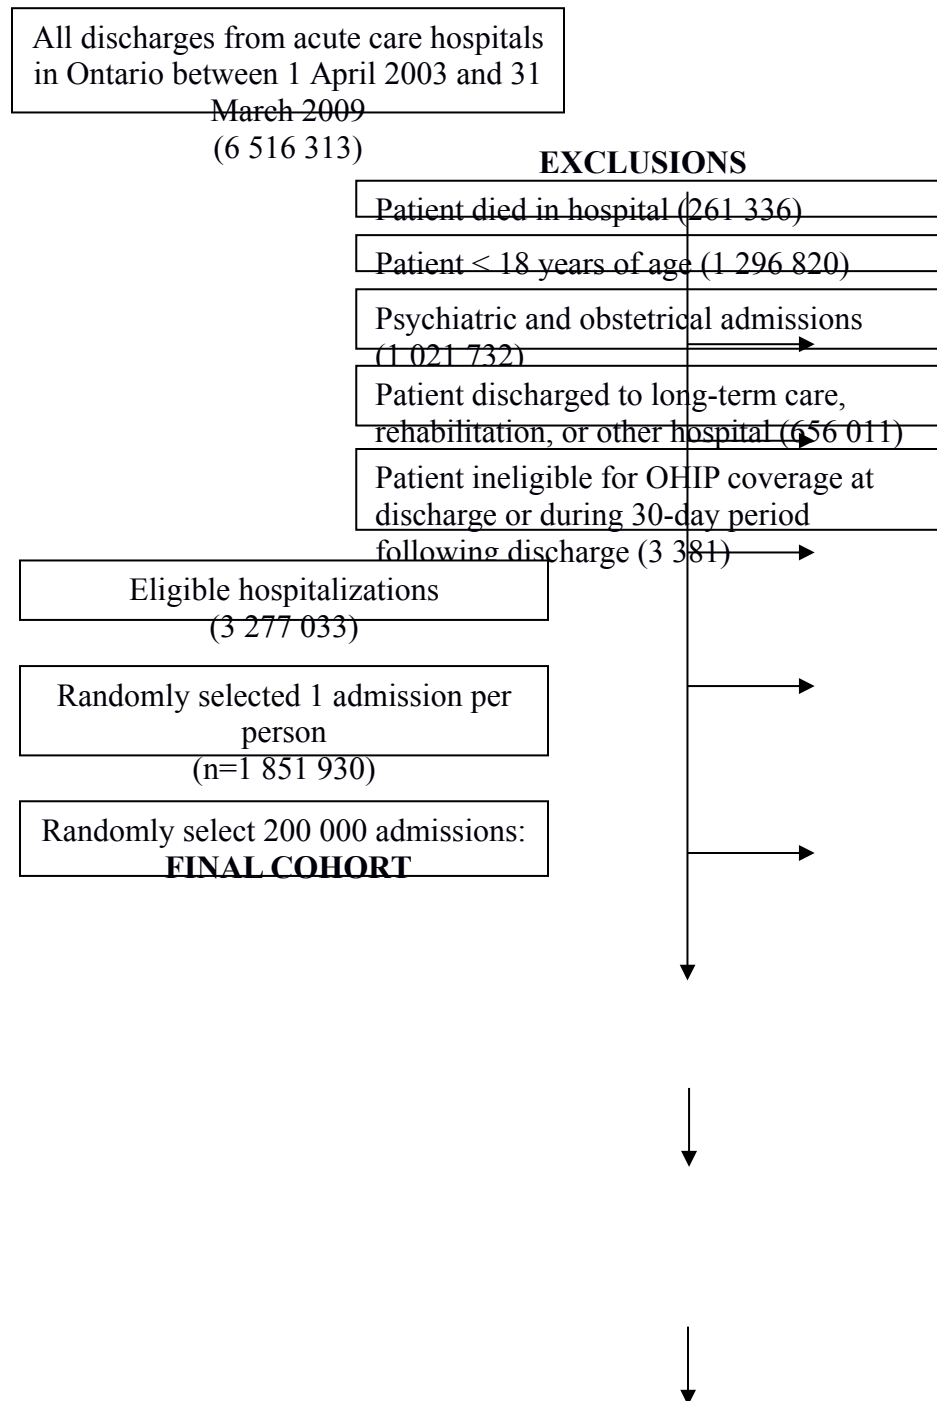 All discharges from acute care hospitals
in Ontario between 1 April 2003 and 31
March 2009
(6 516 313)
EXCLUSIONS
Patient died in hospital (261 336)
Patient < 18 years of age (1 296 820)
Psychiatric and obstetrical admissions
(1 021 732)
Patient discharged to long-term care,
rehabilitation, or other hospital (656 011)
Patient ineligible for OHIP coverage at
discharge or during 30-day period
following discharge (3 381)
Eligible hospitalizations
(3 277 033)
Randomly selected 1 admission per
person
(n=1 851 930)
Randomly select 200 000 admissions:
FINAL COHORT